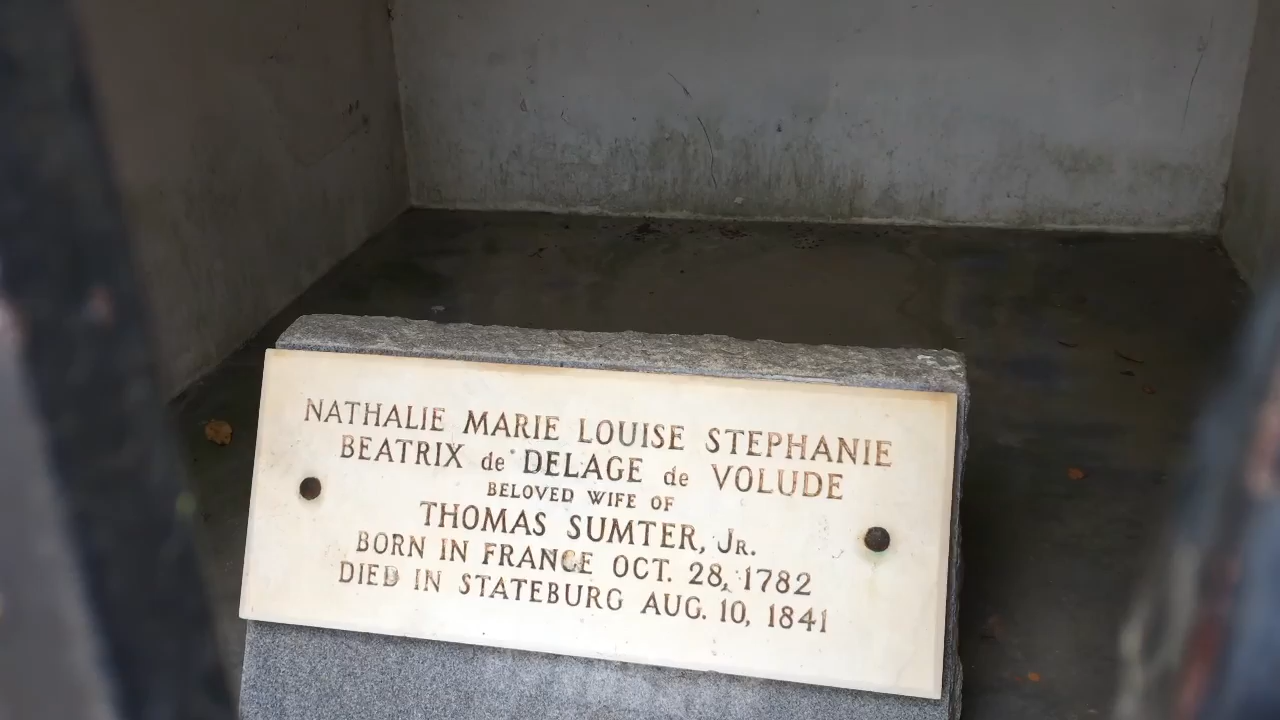 NATHALIE MARIE LOUISE STEPHANIE
BEATRIX de DELAGE de VOLUDE
BELOVED WIFE OF
THOMAS SUMTER, JR.
BORN IN FRANCE OCT. 28, 1782
DIED IN STATEBURG AUG. 10, 1841